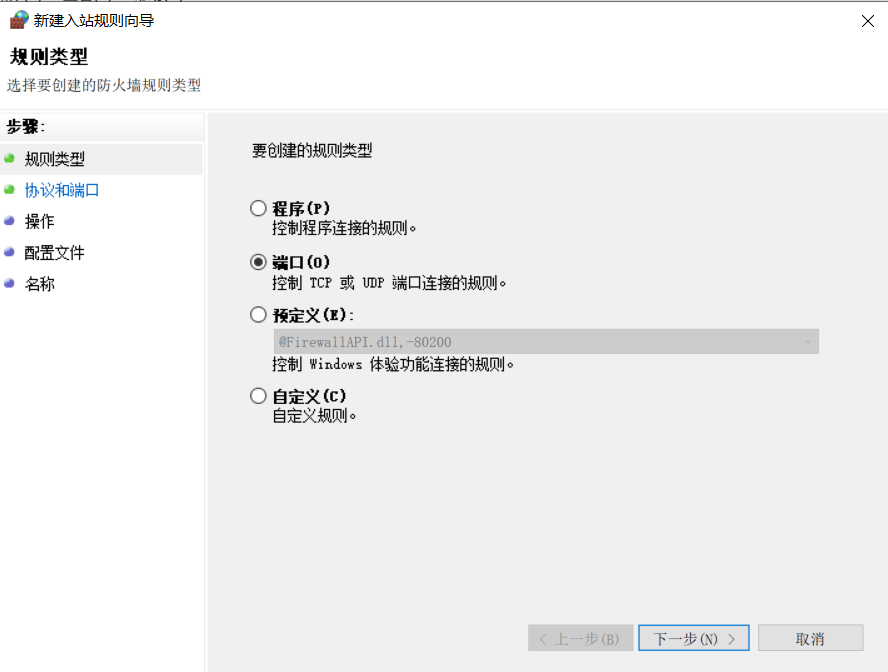 新建入站规则向导
规则类型
选择要创建的防火墙规则类型
步骤:
规则类型
协议和端口
操作
配置文件
名称
要创建的规则类型
程序(P)
控制程序连接的规则。
端口(O)
控制 TCP 或 UDP 端口连接的规则。
预定义(E):
@FirewallAPI.dll,-80200
控制 Windows 体验功能连接的规则。
自定义(C)
自定义规则。
< 上一步(B)
下一步(N) >
取消